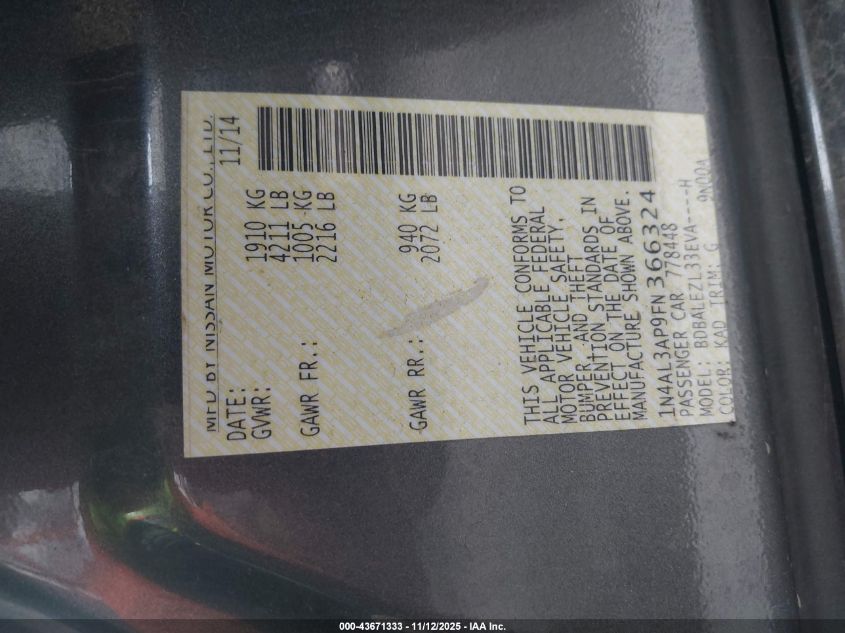 MFD BY NISSAN MOTOR CO., LTD.
DATE: 11/14
GVWR: 1910 KG
4211 LB
GAWR FR.: 1005 KG
2216 LB
GAWR RR.: 940 KG
2072 LB
THIS VEHICLE CONFORMS TO
ALL APPLICABLE FEDERAL
MOTOR VEHICLE SAFETY,
BUMPER, AND THEFT
PREVENTION STANDARDS IN
EFFECT ON THE DATE OF
MANUFACTURE SHOWN ABOVE.
1N4AL3AP9FN366324
PASSENGER CAR 778448
MODEL: BDBALEZL33EVA----H
COLOR: KAD TRIM: G
000-43671333 - 11/12/2025 - IAA Inc.